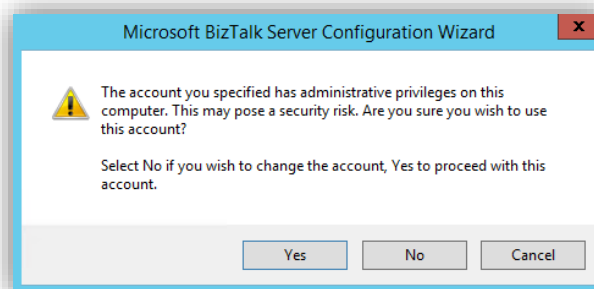 Microsoft BizTalk Server Configuration Wizard
x
The account you specified has administrative privileges on this
computer. This may pose a security risk. Are you sure you wish to use
this account?
Select No if you wish to change the account, Yes to proceed with this
account.
Yes No Cancel